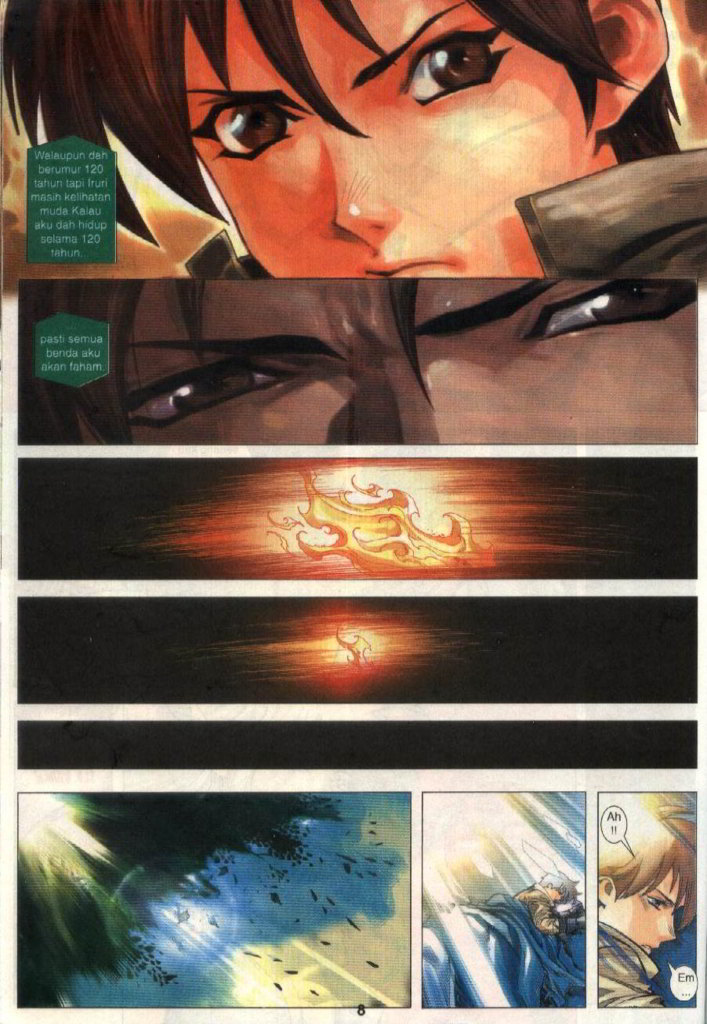 Walaupun dah
berumur 120
tahun tapi Iruri
masih kelihatan
muda Kalau
aku dah hidup
selama 120
tahun..
pasti semua
benda aku
akan faham.
Ah
!!
Em
...
8